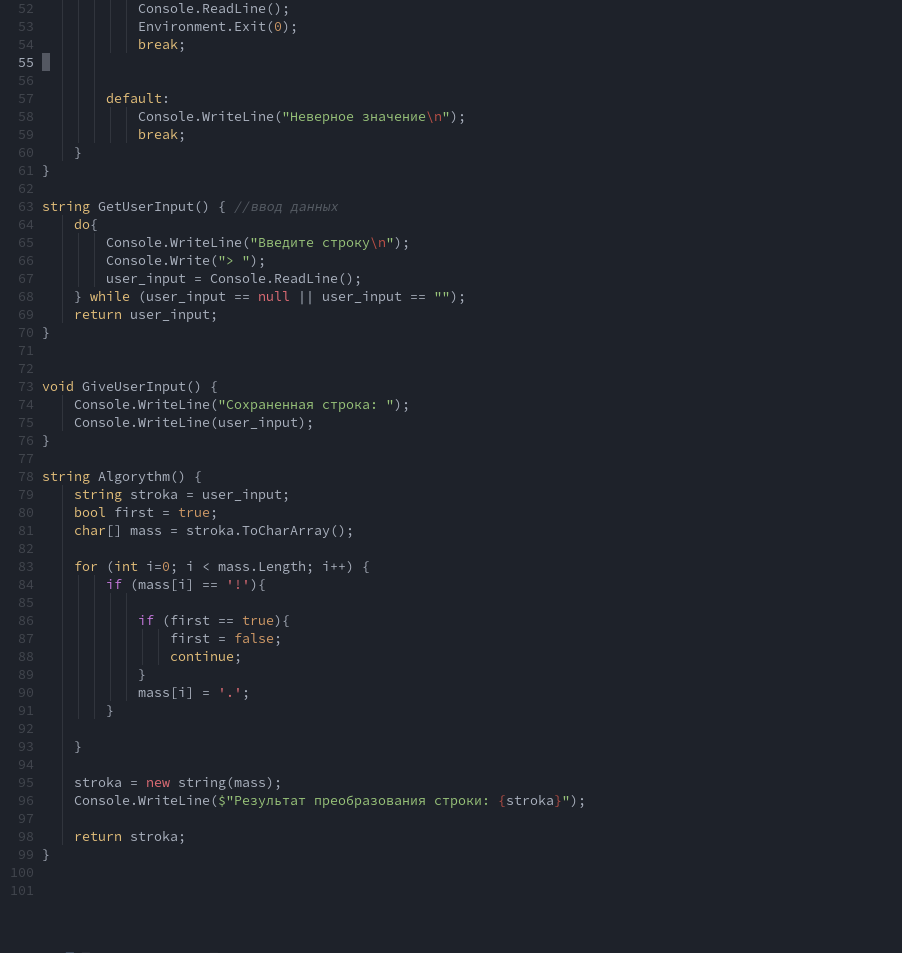 52 Console.ReadLine();
53 Environment.Exit(0);
54 break;
55
56
57 default:
58 Console.WriteLine("Неверное значение\n");
59 break;
60 }
61 }
62
63 string GetUserInput() { //ввод данных
64 do{
65 Console.WriteLine("Введите строку\n");
66 Console.Write("> ");
67 user_input = Console.ReadLine();
68 } while (user_input == null || user_input == "");
69 return user_input;
70 }
71
72
73 void GiveUserInput() {
74 Console.WriteLine("Сохраненная строка: ");
75 Console.WriteLine(user_input);
76 }
77
78 string Algorythm() {
79 string stroka = user_input;
80 bool first = true;
81 char[] mass = stroka.ToCharArray();
82
83 for (int i=0; i < mass.Length; i++) {
84 if (mass[i] == '!'){
85
86 if (first == true){
87 first = false;
88 continue;
89 }
90 mass[i] = '.';
91 }
92
93 }
94
95 stroka = new string(mass);
96 Console.WriteLine($"Результат преобразования строки: {stroka}");
97
98 return stroka;
99 }
100
101